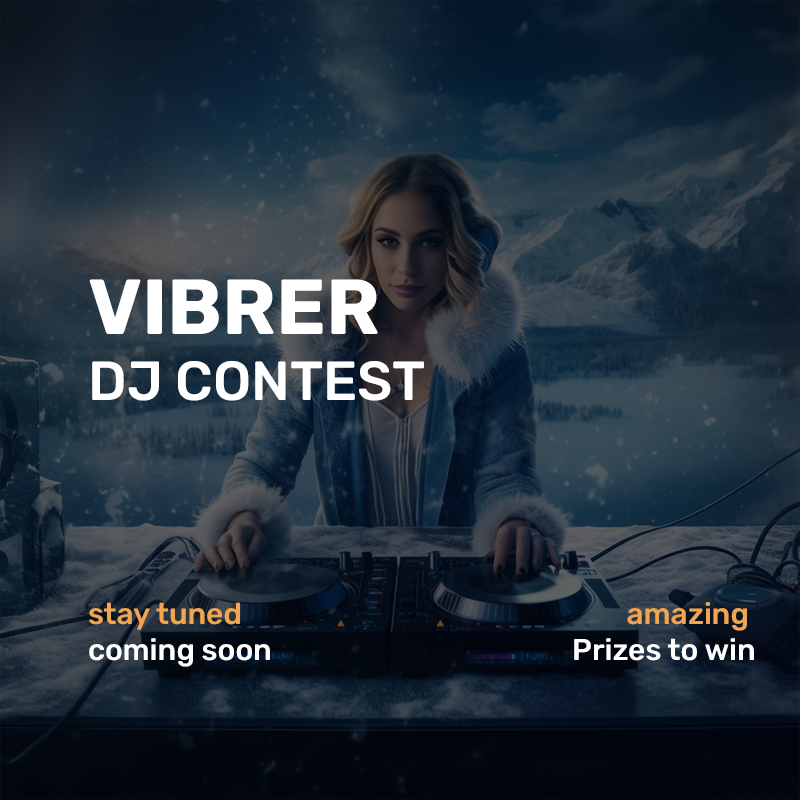 VIBRER
DJ CONTEST
stay tuned
coming soon
amazing
Prizes to win